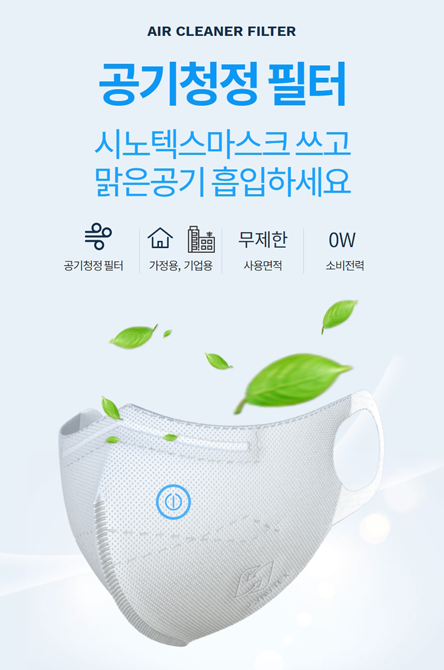 AIR CLEANER FILTER
공기청정 필터
시노텍스마스크 쓰고
맑은공기 흡입하세요
무제한 0W
공기청정 필터 가정용, 기업용 사용면적 소비전력